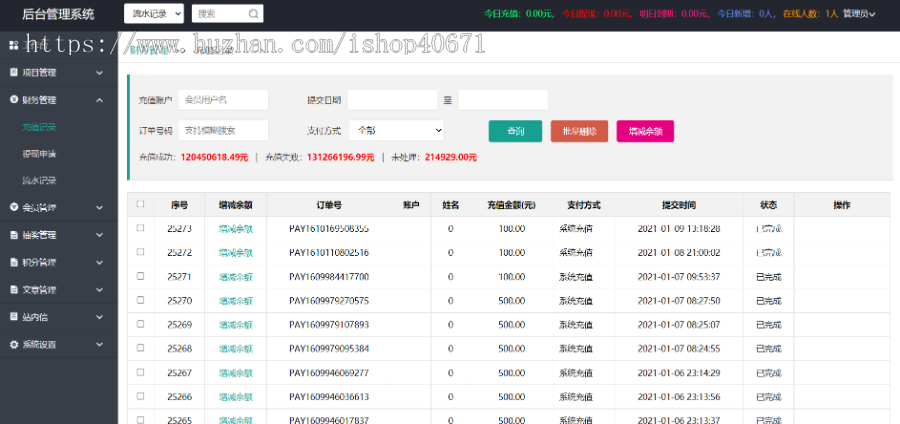 后台管理系统 流水记录 搜索 今日充值：0.00元， 今日提现：0.00元， 明日到期：0.00元， 今日新增：0人， 在线人数：1人 管理员
https://www.huzhan.com/ishop40671
财务管理
项目管理
财务管理
充值记录
提现申请
流水记录
会员管理
抽奖管理
积分管理
文章管理
站内信
系统设置
充值账户 会员用户名 提交日期 至
订单号码 支持模糊搜索 支付方式 全部 查询 批量删除 增减余额
充值成功：120450618.49元 | 充值失败：131266196.99元 | 未处理：214929.00元
序号 增减余额 订单号 账户 姓名 充值金额(元) 支付方式 提交时间 状态 操作
25273 增减余额 PAY1610169508355 0 100.00 系统充值 2021-01-09 13:18:28 已完成
25272 增减余额 PAY1610110802516 0 100.00 系统充值 2021-01-08 21:00:02 已完成
25271 增减余额 PAY1609984417700 0 100.00 系统充值 2021-01-07 09:53:37 已完成
25270 增减余额 PAY1609979270575 0 500.00 系统充值 2021-01-07 08:27:50 已完成
25269 增减余额 PAY1609979107893 0 500.00 系统充值 2021-01-07 08:25:07 已完成
25268 增减余额 PAY1609979095384 0 500.00 系统充值 2021-01-07 08:24:55 已完成
25267 增减余额 PAY1609946069277 0 500.00 系统充值 2021-01-06 23:14:29 已完成
25266 增减余额 PAY1609946036613 0 500.00 系统充值 2021-01-06 23:13:56 已完成
25265 增减余额 PAY1609946017837 0 500.00 系统充值 2021-01-06 23:13:37 已完成